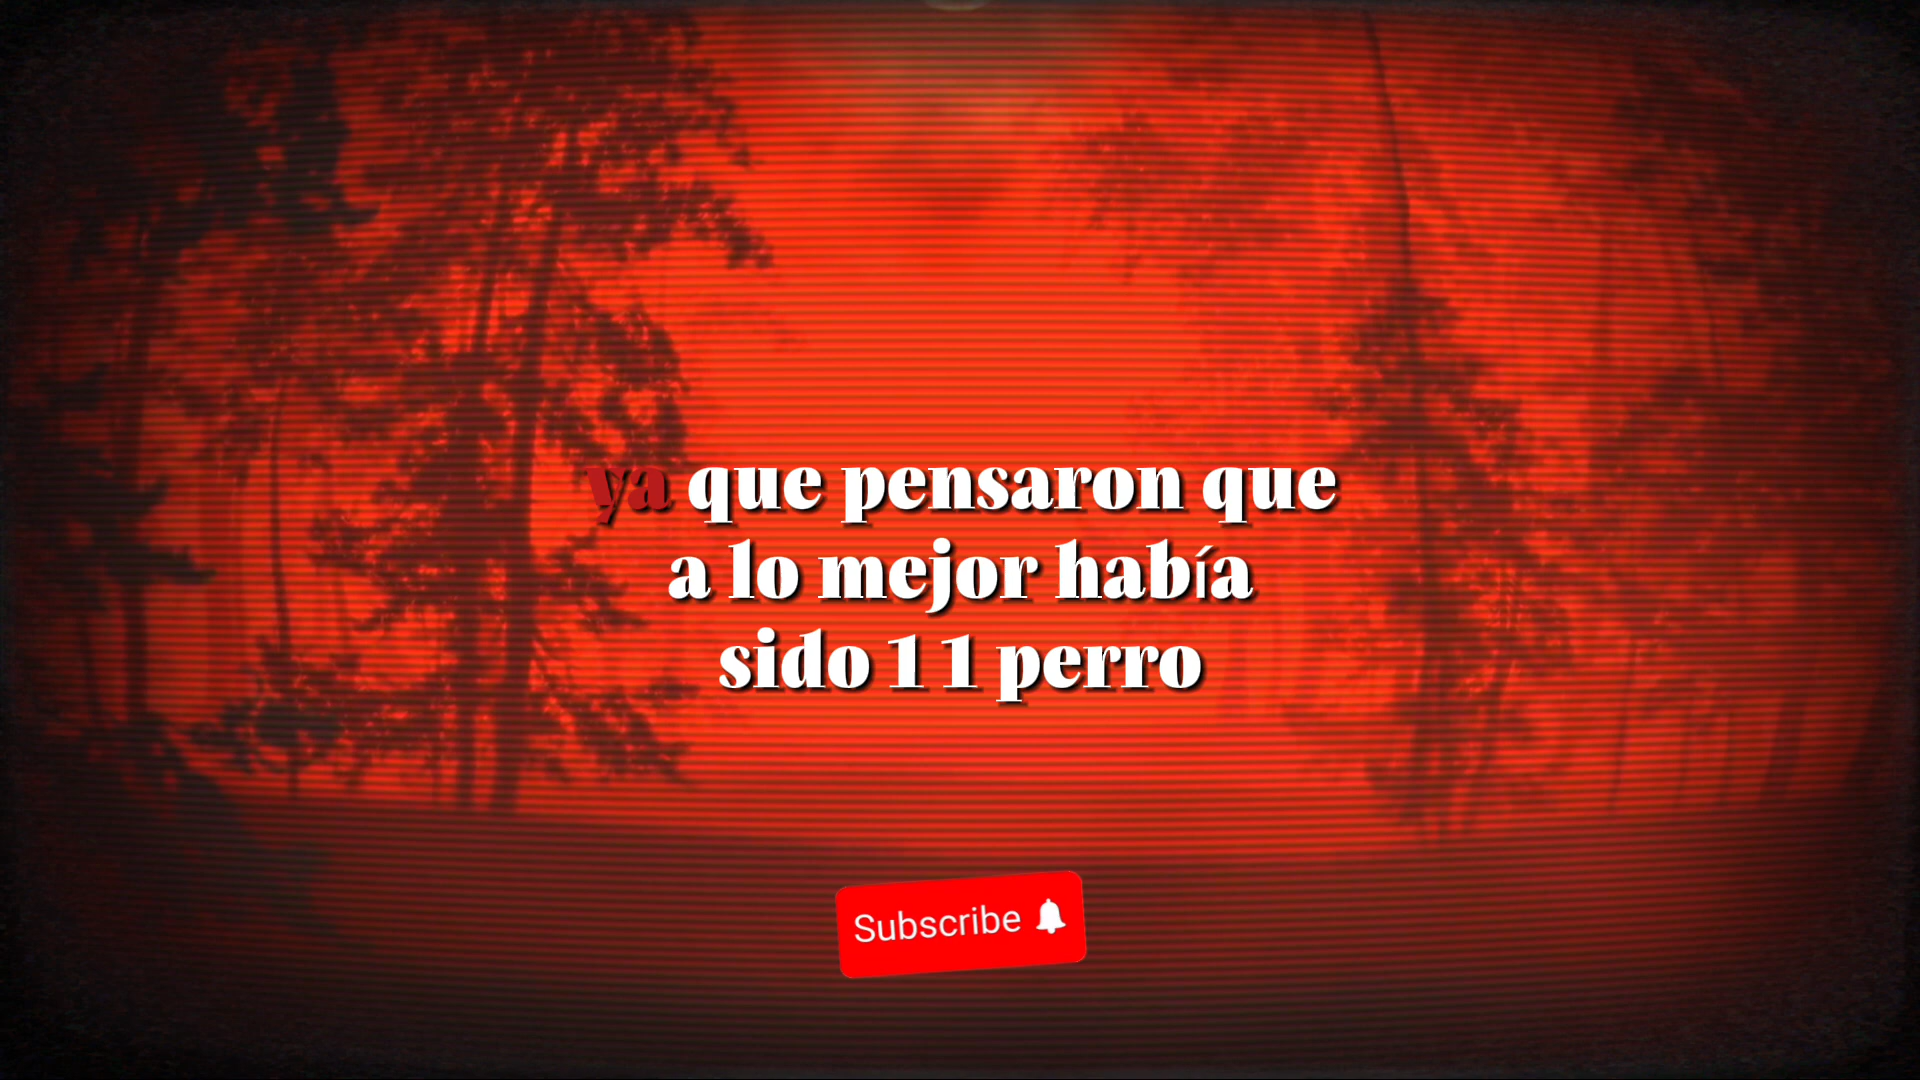 ya que pensaron que
a lo mejor había
sido 1 1 perro
Subscribe